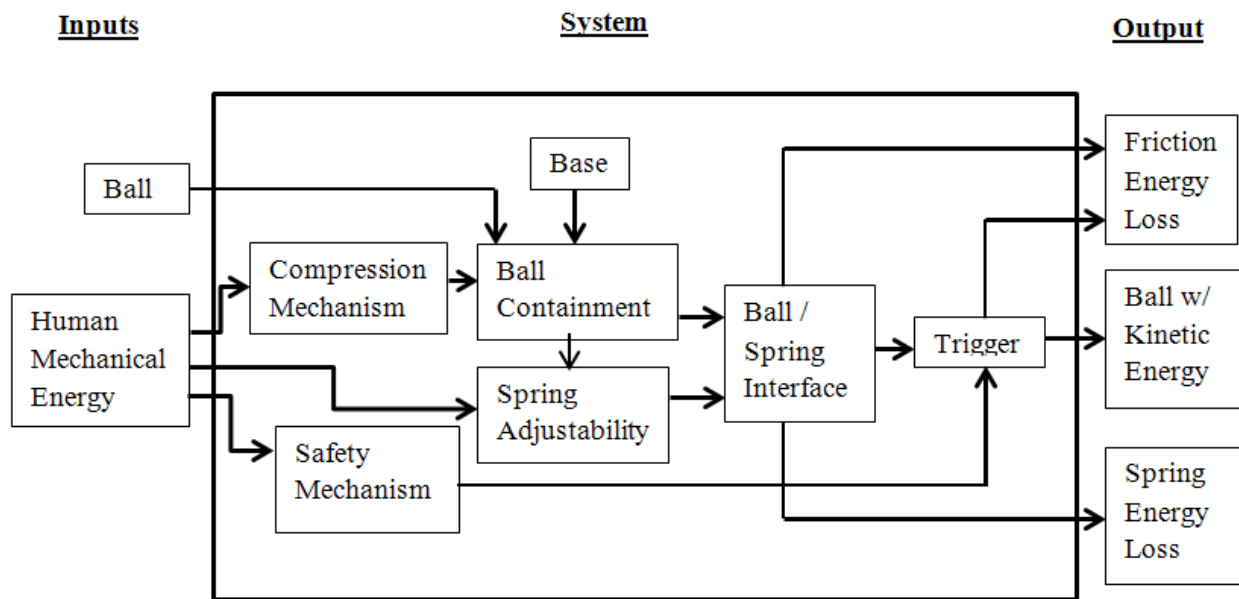 Inputs
System
Output
Ball
Base
Friction
Energy
Loss
Compression
Mechanism
Ball
Containment
Human
Mechanical
Energy
Ball /
Spring
Interface
Trigger
Ball w/
Kinetic
Energy
Spring
Adjustability
Safety
Mechanism
Spring
Energy
Loss